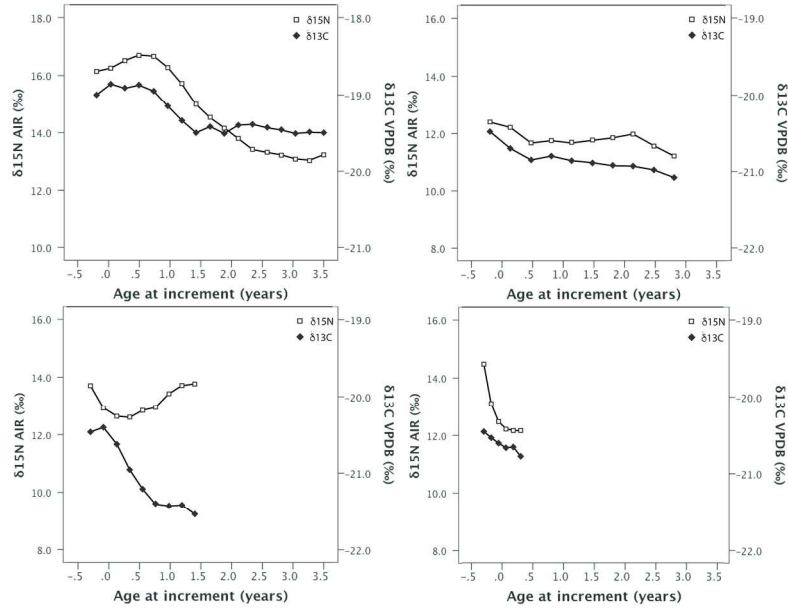 18.0
16.0
14.0
12.0
10.0
δ15N AIR (‰)
-.5 .0 .5 1.0 1.5 2.0 2.5 3.0 3.5
Age at increment (years)
−18.0
−19.0
−20.0
−21.0
δ13C VPDB (‰)
δ15N
δ13C
16.0
14.0
12.0
10.0
8.0
δ15N AIR (‰)
-.5 .0 .5 1.0 1.5 2.0 2.5 3.0 3.5
Age at increment (years)
−19.0
−20.0
−21.0
−22.0
δ13C VPDB (‰)
δ15N
δ13C
16.0
14.0
12.0
10.0
8.0
δ15N AIR (‰)
-.5 .0 .5 1.0 1.5 2.0 2.5 3.0 3.5
Age at increment (years)
−19.0
−20.0
−21.0
−22.0
δ13C VPDB (‰)
δ15N
δ13C
16.0
14.0
12.0
10.0
8.0
δ15N AIR (‰)
-.5 .0 .5 1.0 1.5 2.0 2.5 3.0 3.5
Age at increment (years)
−19.0
−20.0
−21.0
−22.0
δ13C VPDB (‰)
δ15N
δ13C